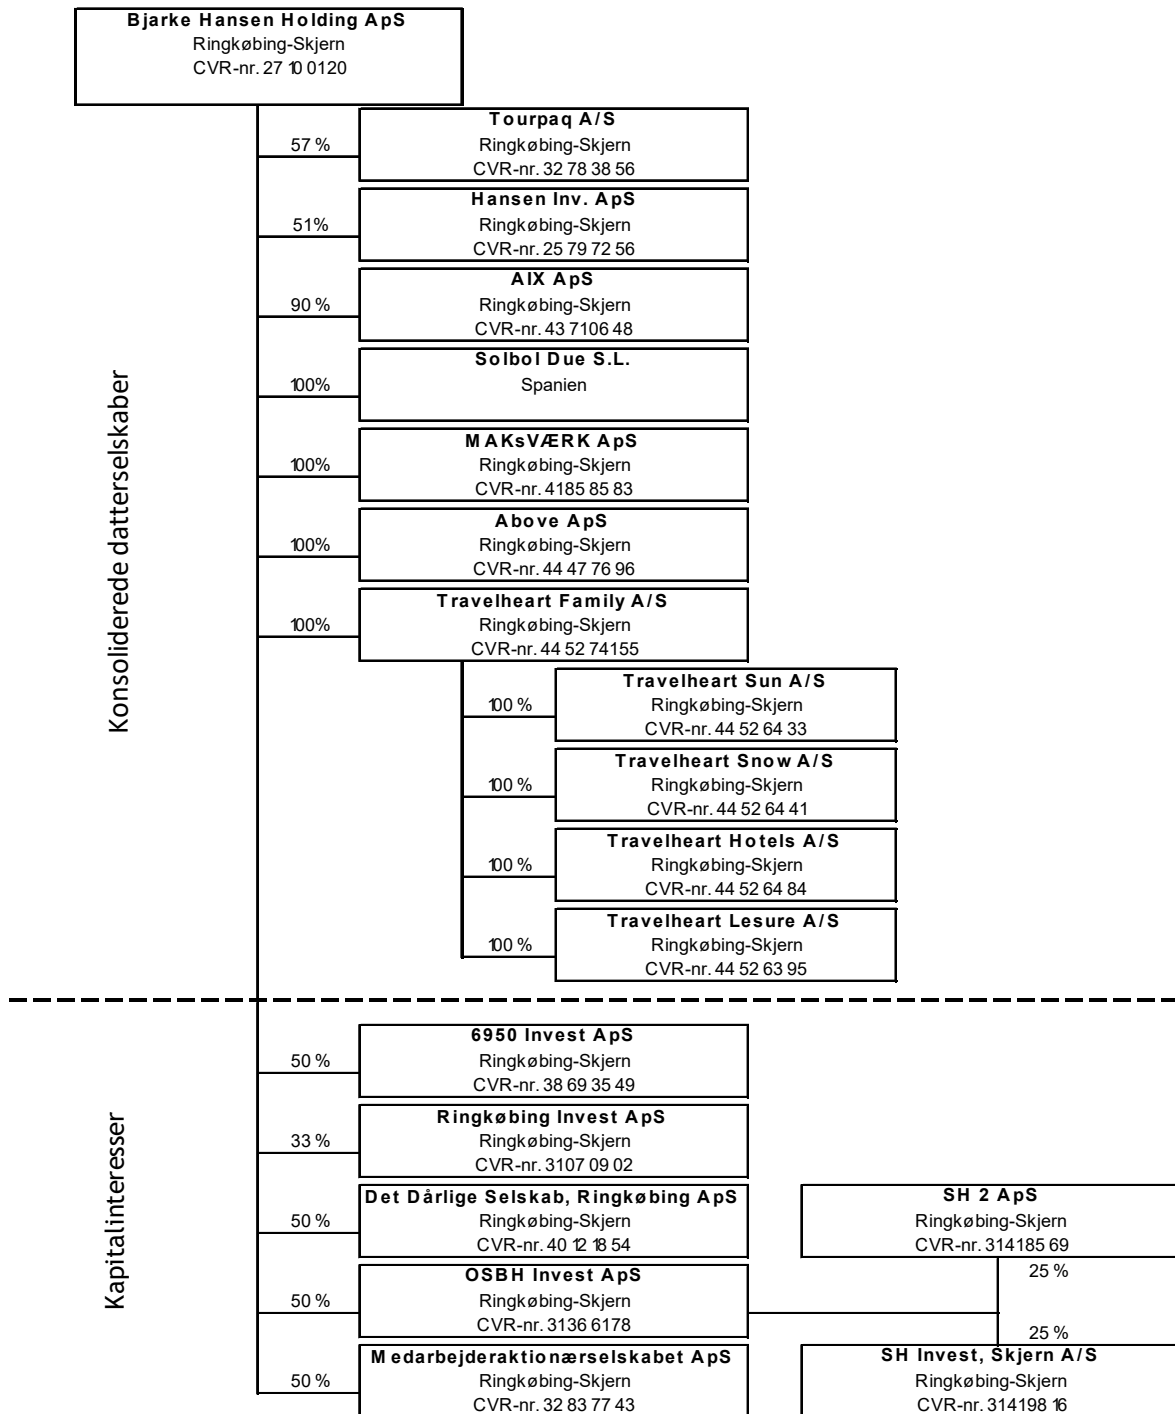 Bjarke Hansen Holding ApS
Ringkøbing-Skjern
CVR-nr. 27 10 0120
Konsoliderede datterselskaber
57 %
Tourpaq A/S
Ringkøbing-Skjern
CVR-nr. 32 78 38 56
51%
Hansen Inv. ApS
Ringkøbing-Skjern
CVR-nr. 25 79 72 56
90 %
AIX ApS
Ringkøbing-Skjern
CVR-nr. 43 7106 48
100%
Solbol Due S.L.
Spanien
100%
MAKsVÆRK ApS
Ringkøbing-Skjern
CVR-nr. 4185 85 83
100%
Above ApS
Ringkøbing-Skjern
CVR-nr. 44 47 76 96
100%
Travelheart Family A/S
Ringkøbing-Skjern
CVR-nr. 44 52 74155
100 %
Travelheart Sun A/S
Ringkøbing-Skjern
CVR-nr. 44 52 64 33
100 %
Travelheart Snow A/S
Ringkøbing-Skjern
CVR-nr. 44 52 64 41
100 %
Travelheart Hotels A/S
Ringkøbing-Skjern
CVR-nr. 44 52 64 84
100 %
Travelheart Lesure A/S
Ringkøbing-Skjern
CVR-nr. 44 52 63 95
Kapitalinteresser
50 %
6950 Invest ApS
Ringkøbing-Skjern
CVR-nr. 38 69 35 49
33 %
Ringkøbing Invest ApS
Ringkøbing-Skjern
CVR-nr. 3107 09 02
50 %
Det Dårlige Selskab, Ringkøbing ApS
Ringkøbing-Skjern
CVR-nr. 40 12 18 54
SH 2 ApS
Ringkøbing-Skjern
CVR-nr. 314185 69
25 %
50 %
OSBH Invest ApS
Ringkøbing-Skjern
CVR-nr. 3136 6178
25 %
50 %
Medarbejderaktionærselskabet ApS
Ringkøbing-Skjern
CVR-nr. 32 83 77 43
SH Invest, Skjern A/S
Ringkøbing-Skjern
CVR-nr. 314198 16